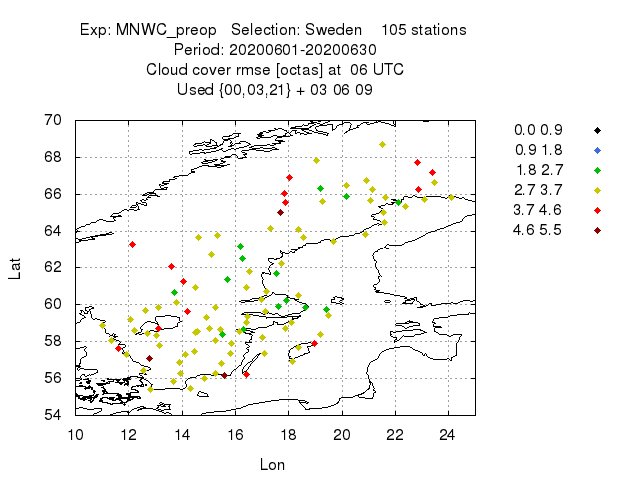 Exp: MNWC_preop Selection: Sweden 105 stations
Period: 20200601-20200630
Cloud cover rmse [octas] at 06 UTC
Used {00,03,21} + 03 06 09
70
68
66
64
62
60
58
56
54
Lat
10 12 14 16 18 20 22 24
Lon
0.0 0.9
0.9 1.8
1.8 2.7
2.7 3.7
3.7 4.6
4.6 5.5